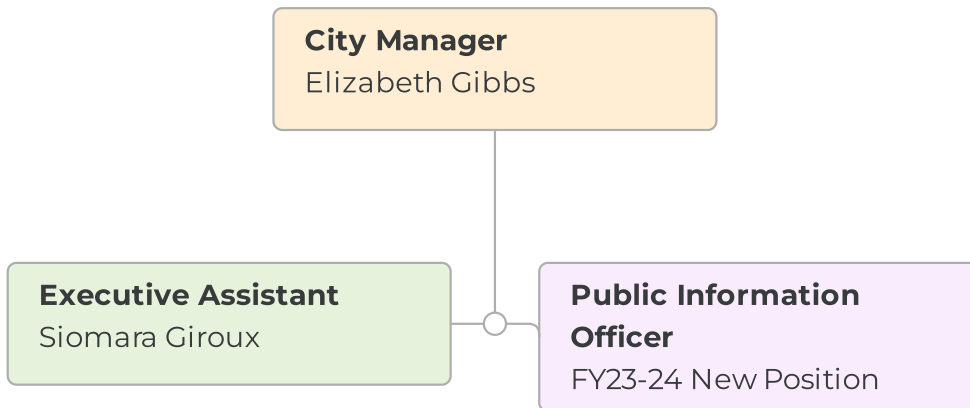 City Manager
Elizabeth Gibbs
Executive Assistant
Siomara Giroux
Public Information
Officer
FY23-24 New Position